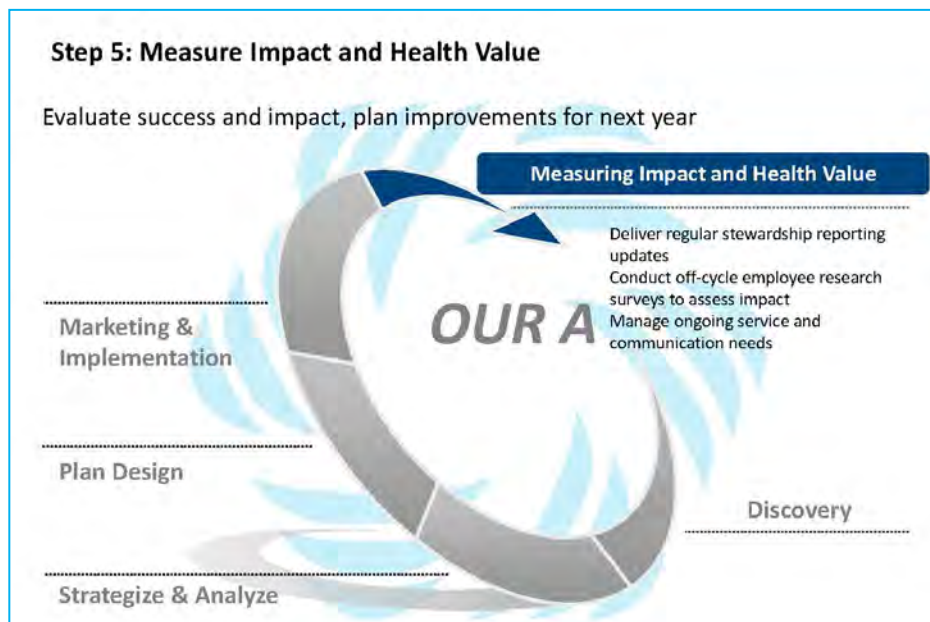 Step 5: Measure Impact and Health Value
Evaluate success and impact, plan improvements for next year
Measuring Impact and Health Value
Deliver regular stewardship reporting
updates
Conduct off-cycle employee research
surveys to assess impact
Manage ongoing service and
communication needs
OUR A
Marketing &
Implementation
Plan Design
Discovery
Strategize & Analyze